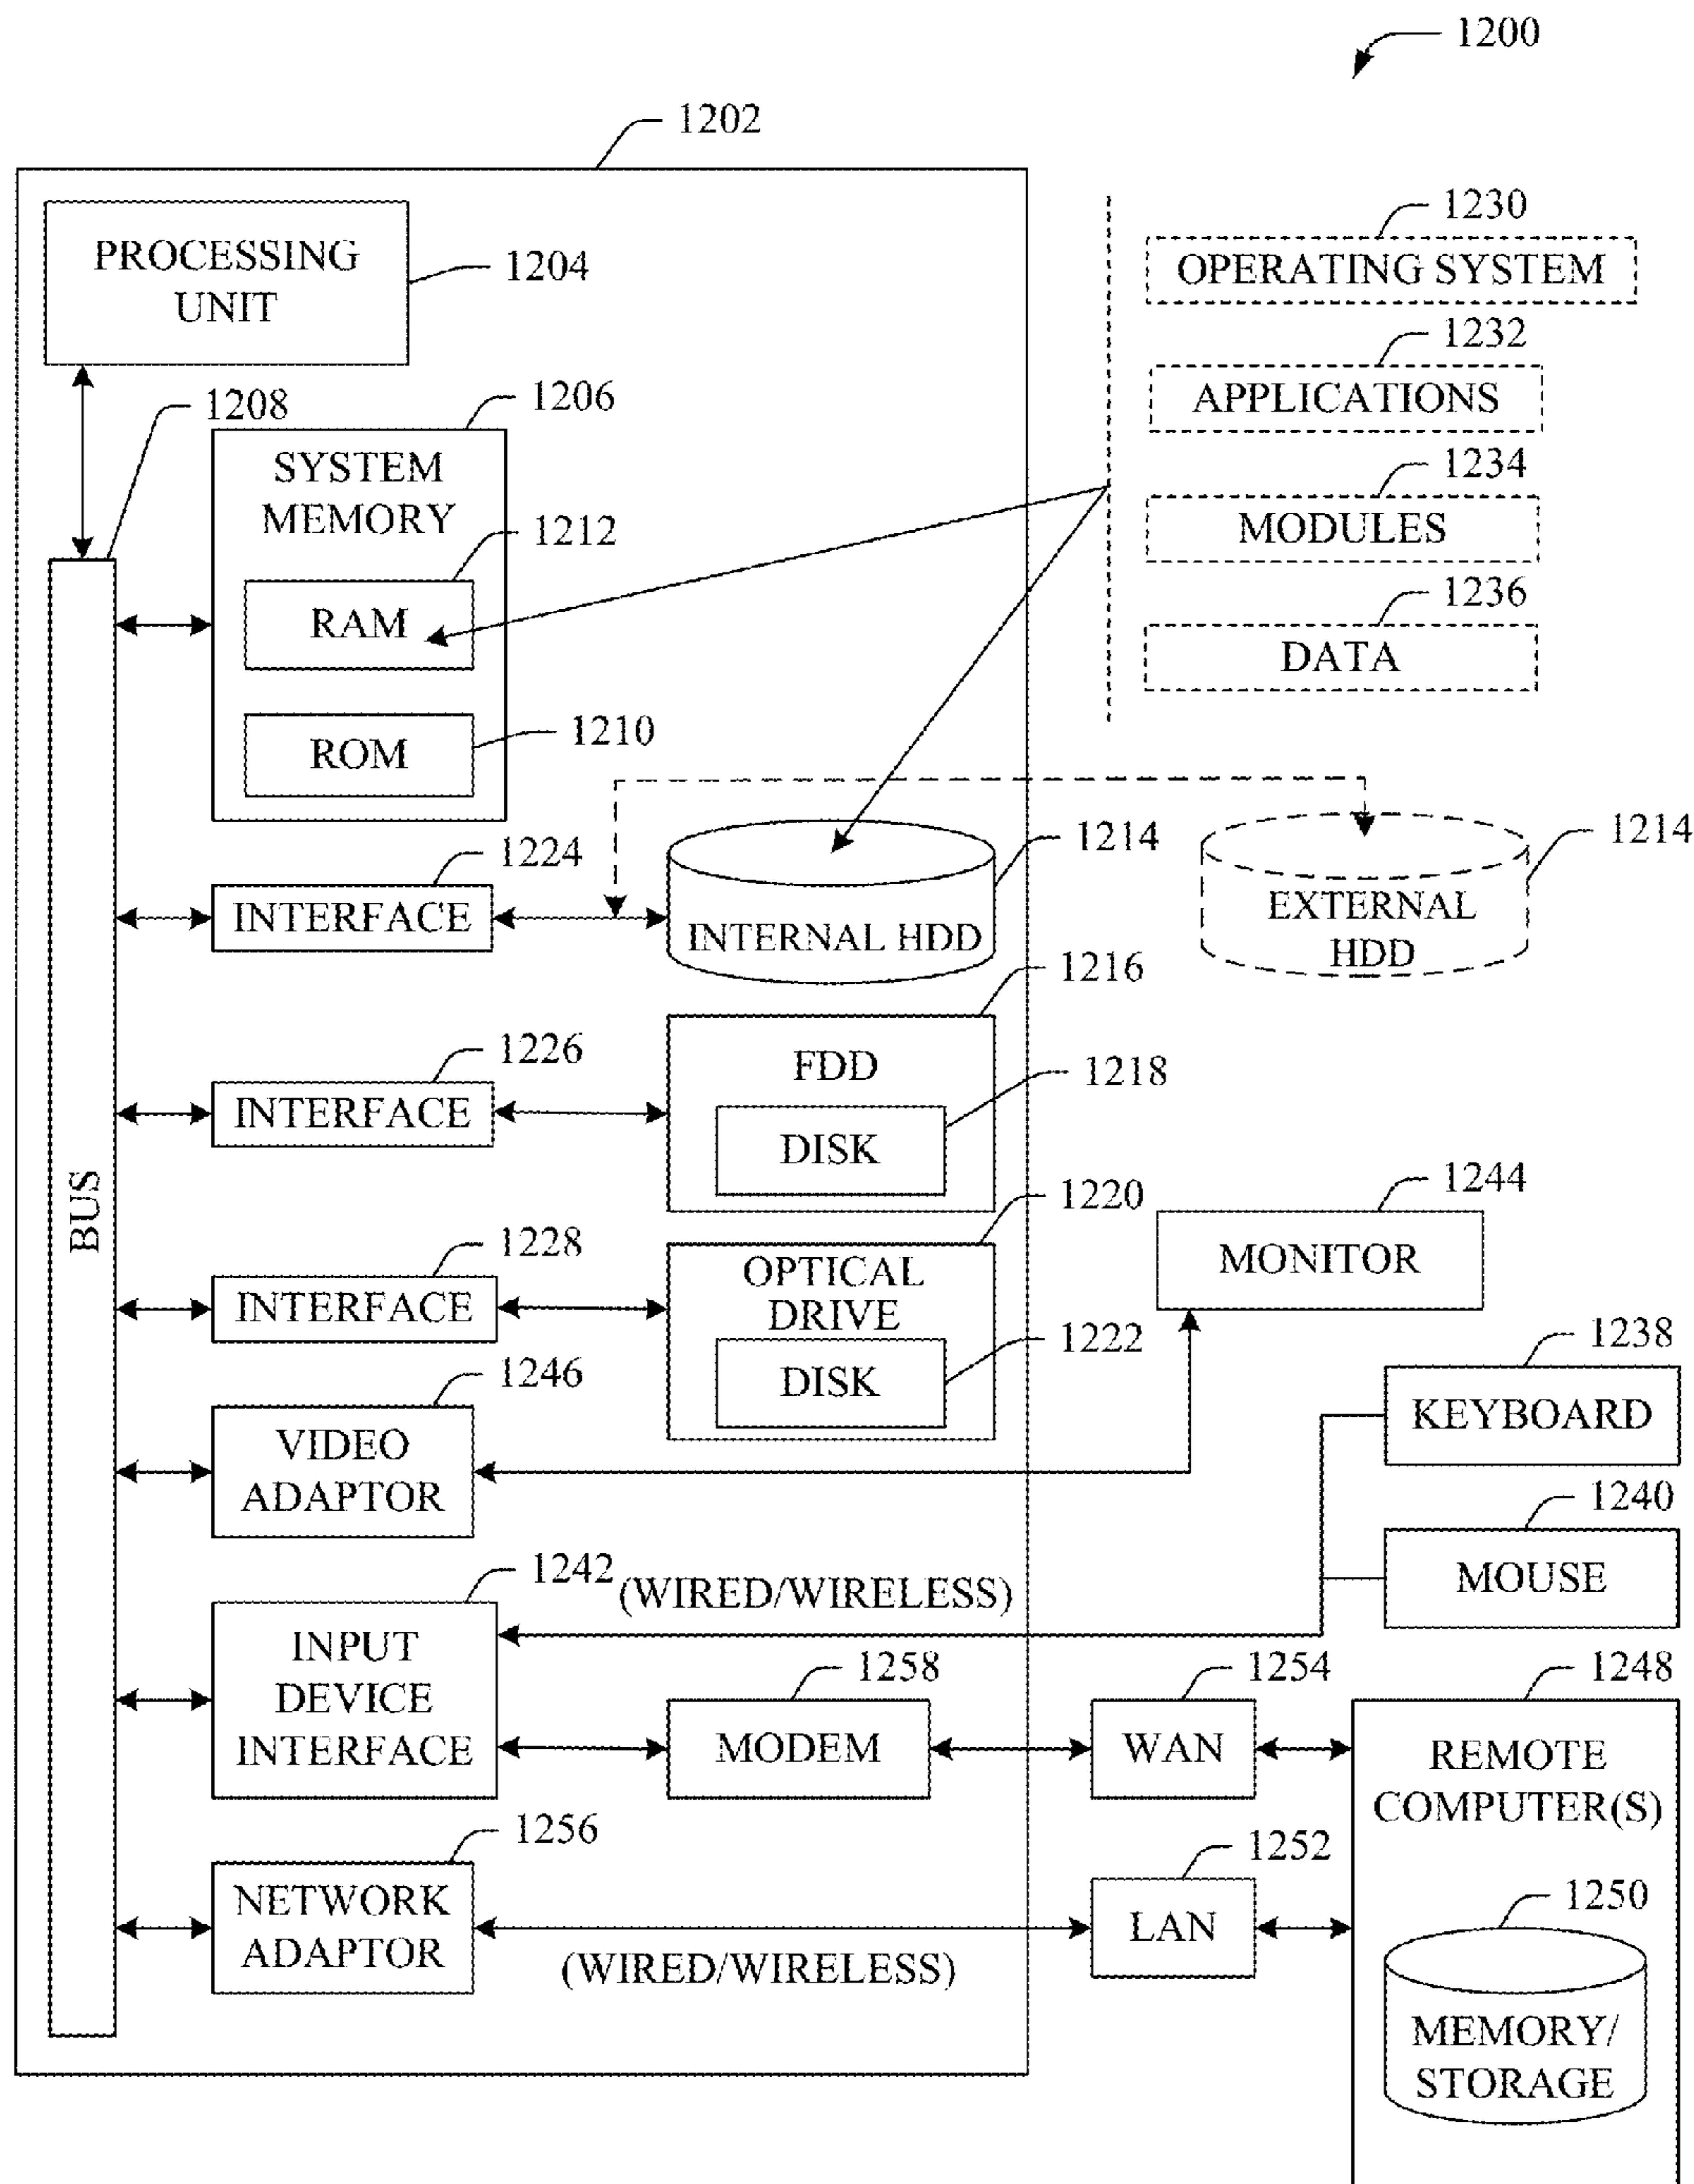 1200
1202
PROCESSING
UNIT
1204
1230
OPERATING SYSTEM
1232
APPLICATIONS
1234
MODULES
1236
DATA
1208
1206
SYSTEM
MEMORY
1212
RAM
1210
ROM
1224
INTERFACE
1214
INTERNAL HDD
1214
EXTERNAL
HDD
1216
1226
INTERFACE
FDD
1218
DISK
BUS
1220
1228
INTERFACE
OPTICAL
DRIVE
1222
DISK
1244
MONITOR
1238
KEYBOARD
1246
VIDEO
ADAPTOR
1240
MOUSE
1242
(WIRED/WIRELESS)
INPUT
DEVICE
INTERFACE
1258
MODEM
1254
WAN
1248
REMOTE
COMPUTER(S)
1256
NETWORK
ADAPTOR
(WIRED/WIRELESS)
1252
LAN
1250
MEMORY/
STORAGE